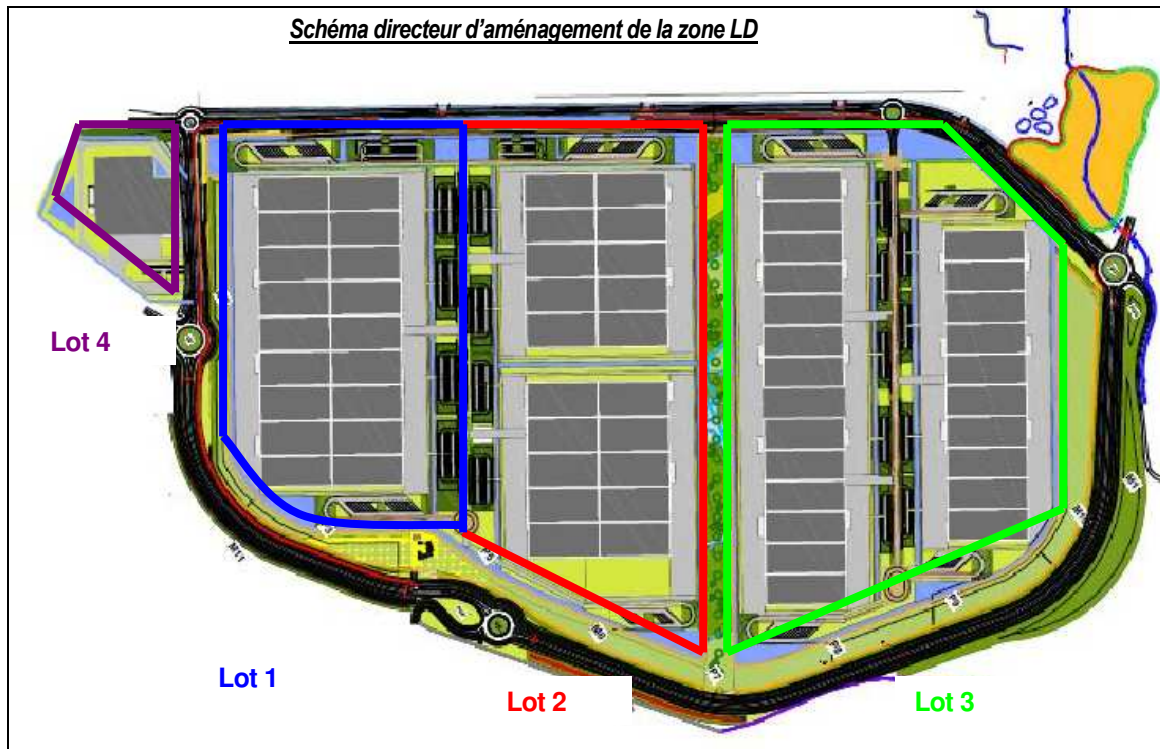 Schéma directeur d'aménagement de la zone LD
Lot 4
Lot 1
Lot 2
Lot 3